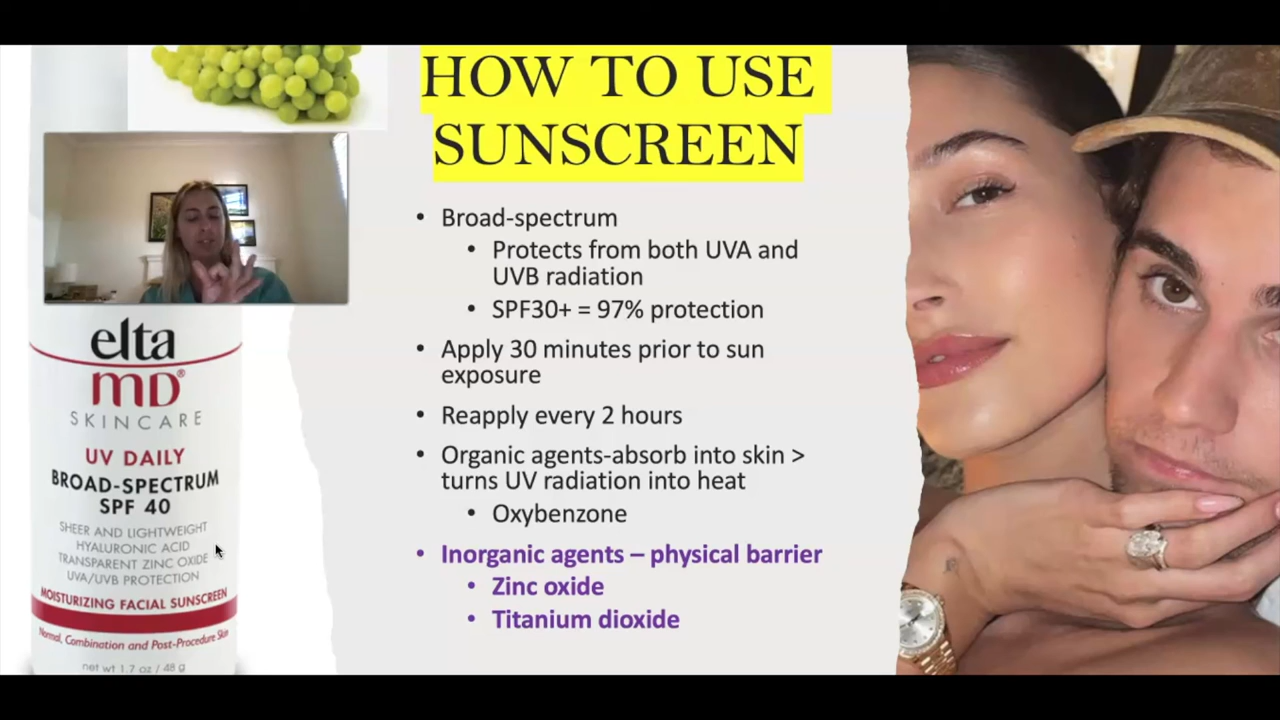 HOW TO USE
SUNSCREEN
• Broad-spectrum
• Protects from both UVA and
UVB radiation
• SPF30+ = 97% protection
• Apply 30 minutes prior to sun
exposure
• Reapply every 2 hours
• Organic agents-absorb into skin >
turns UV radiation into heat
• Oxybenzone
• Inorganic agents – physical barrier
• Zinc oxide
• Titanium dioxide
elta
MD®
SKINCARE
UV DAILY
BROAD-SPECTRUM
SPF 40
SHEER AND LIGHTWEIGHT
HYALURONIC ACID
TRANSPARENT ZINC OXIDE
UVA/UVB PROTECTION
MOISTURIZING FACIAL SUNSCREEN
Normal, Combination and Post-Procedure Skin
net wt 1.7 oz / 48 g